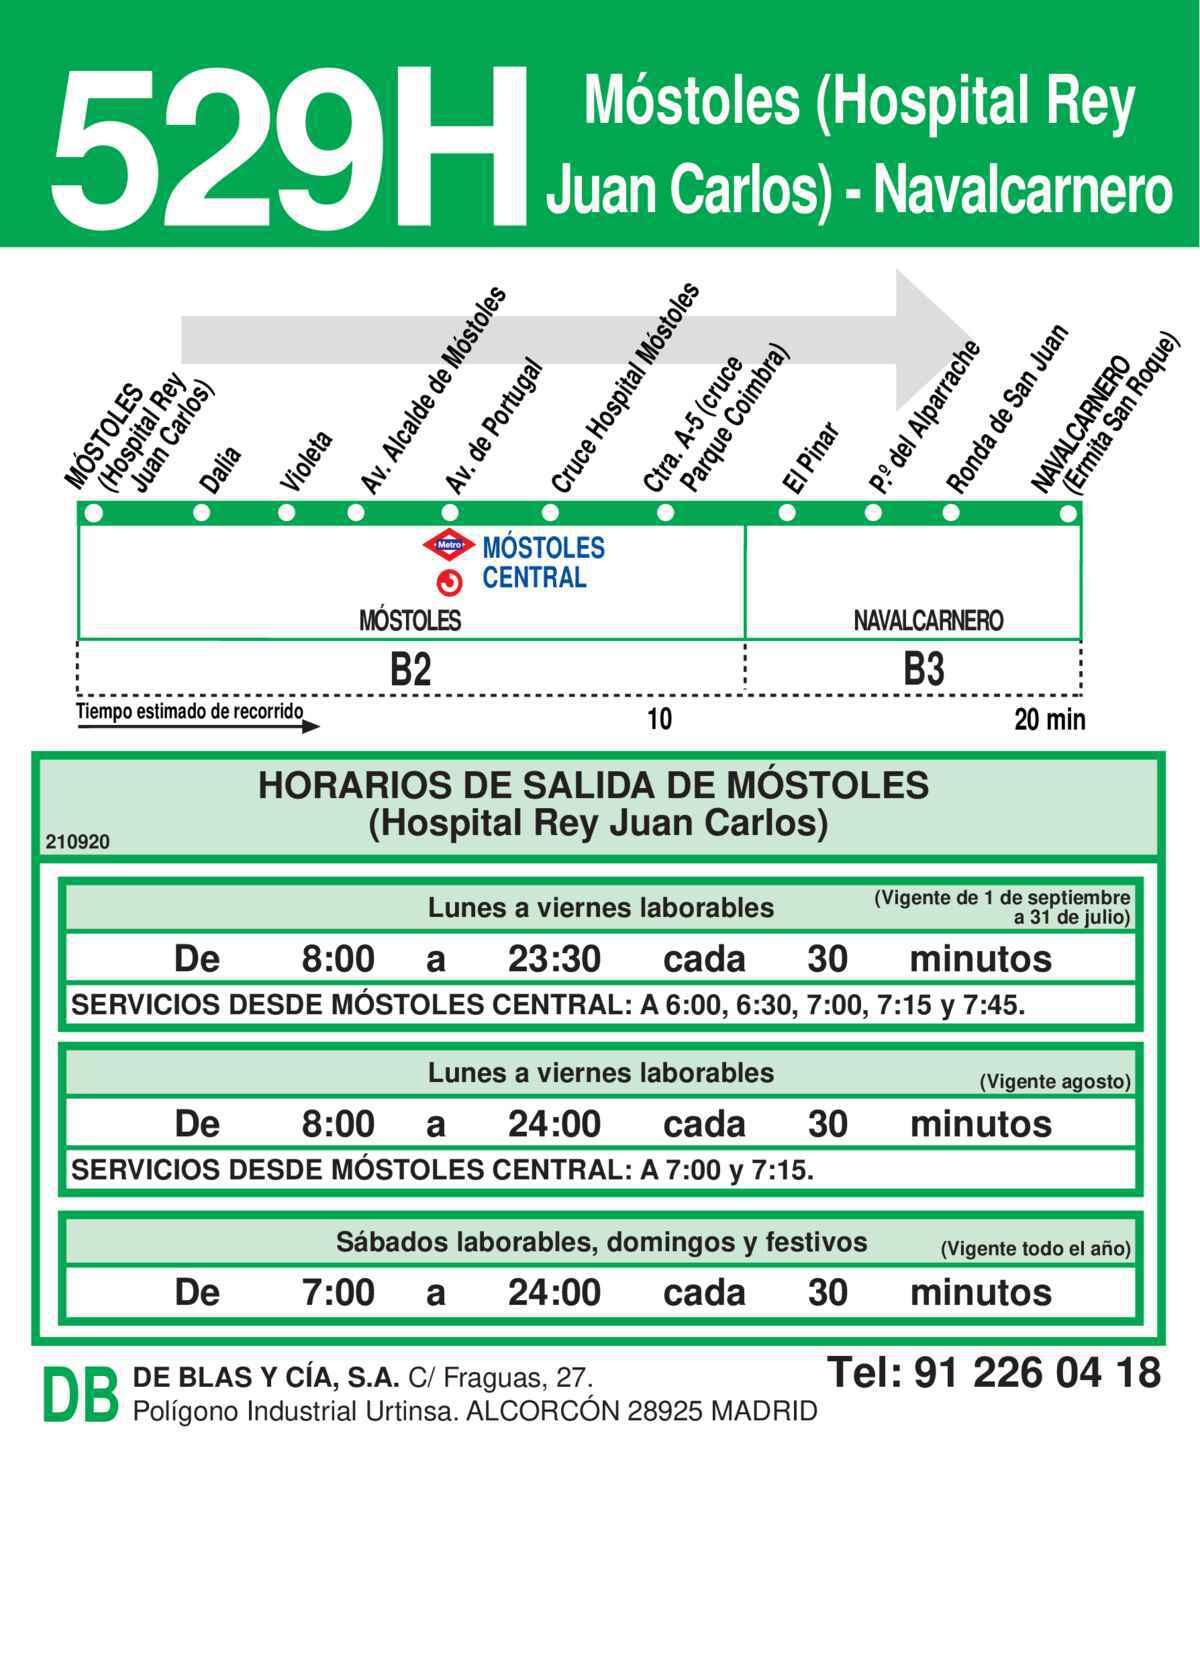 529H
Móstoles (Hospital Rey
Juan Carlos) - Navalcarnero
MÓSTOLES
(Hospital Rey
Juan Carlos)
Dalia
Violeta
Av. Alcalde de Móstoles
Av. de Portugal
Cruce Hospital Móstoles
Ctra. A-5 (cruce
Parque Coimbra)
El Pinar
P.º del Alparrache
Ronda de San Juan
NAVALCARNERO
(Ermita San Roque)
Metro
MÓSTOLES
CENTRAL
MÓSTOLES
NAVALCARNERO
B2
B3
Tiempo estimado de recorrido
10
20 min
HORARIOS DE SALIDA DE MÓSTOLES
(Hospital Rey Juan Carlos)
210920
Lunes a viernes laborables
(Vigente de 1 de septiembre
a 31 de julio)
De 8:00 a 23:30 cada 30 minutos
SERVICIOS DESDE MÓSTOLES CENTRAL: A 6:00, 6:30, 7:00, 7:15 y 7:45.
Lunes a viernes laborables (Vigente agosto)
De 8:00 a 24:00 cada 30 minutos
SERVICIOS DESDE MÓSTOLES CENTRAL: A 7:00 y 7:15.
Sábados laborables, domingos y festivos (Vigente todo el año)
De 7:00 a 24:00 cada 30 minutos
DB
DE BLAS Y CÍA, S.A. C/ Fraguas, 27.
Polígono Industrial Urtinsa. ALCORCÓN 28925 MADRID
Tel: 91 226 04 18